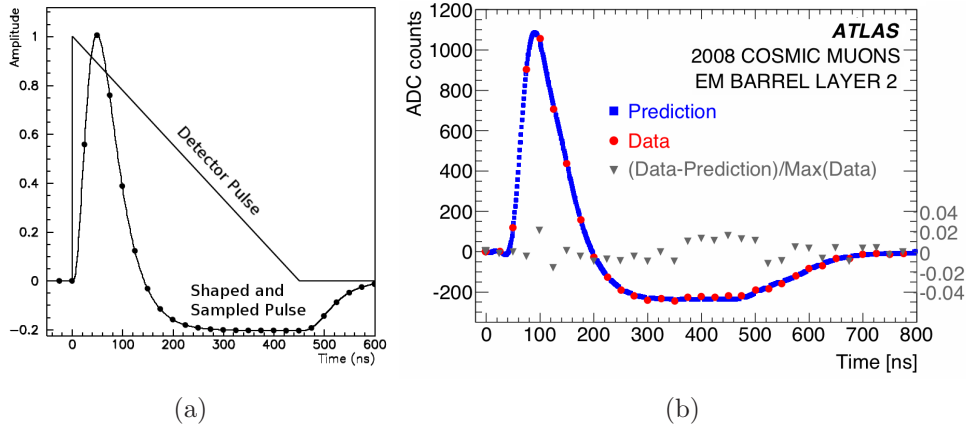 Amplitude
1
0.8
0.6
0.4
0.2
0
−0.2
Detector Pulse
Shaped and
Sampled Pulse
0 100 200 300 400 500 600
Time (ns)
(a)
ADC counts
1200
1000
800
600
400
200
0
-200
ATLAS
2008 COSMIC MUONS
EM BARREL LAYER 2
Prediction
Data
(Data-Prediction)/Max(Data)
0.04
0.02
0
-0.02
-0.04
0 100 200 300 400 500 600 700 800
Time [ns]
(b)